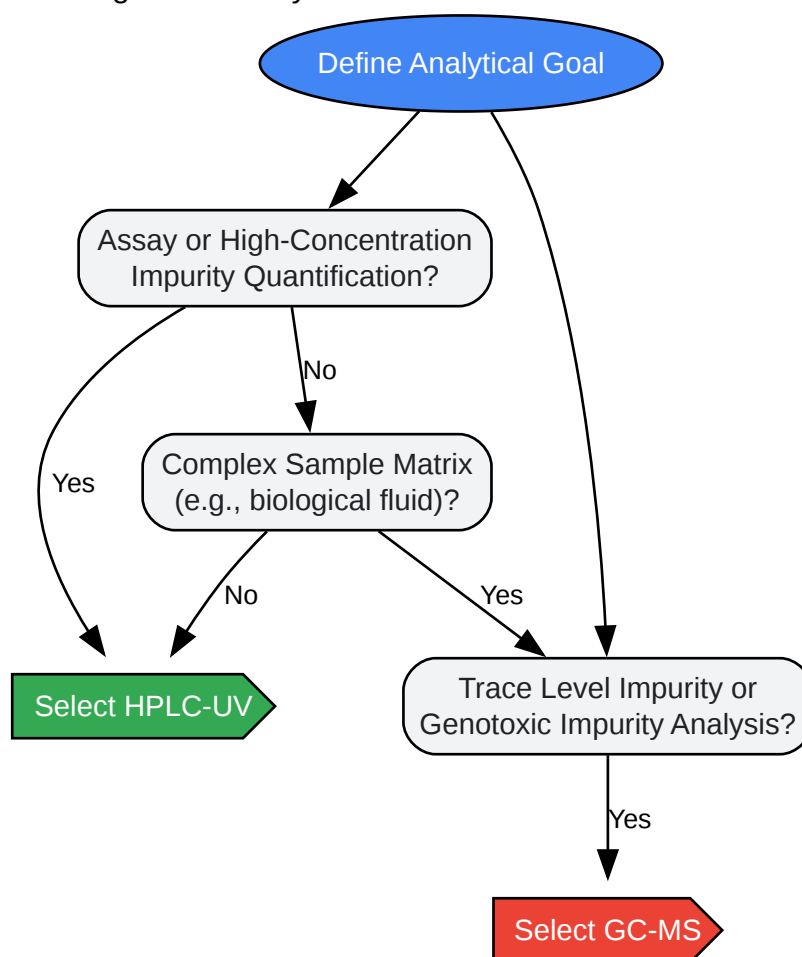 Define Analytical Goal
Assay or High-Concentration
Impurity Quantification?
No
Complex Sample Matrix
(e.g., biological fluid)?
Yes
No
Yes
Select HPLC-UV
Trace Level Impurity or
Genotoxic Impurity Analysis?
Yes
Select GC-MS